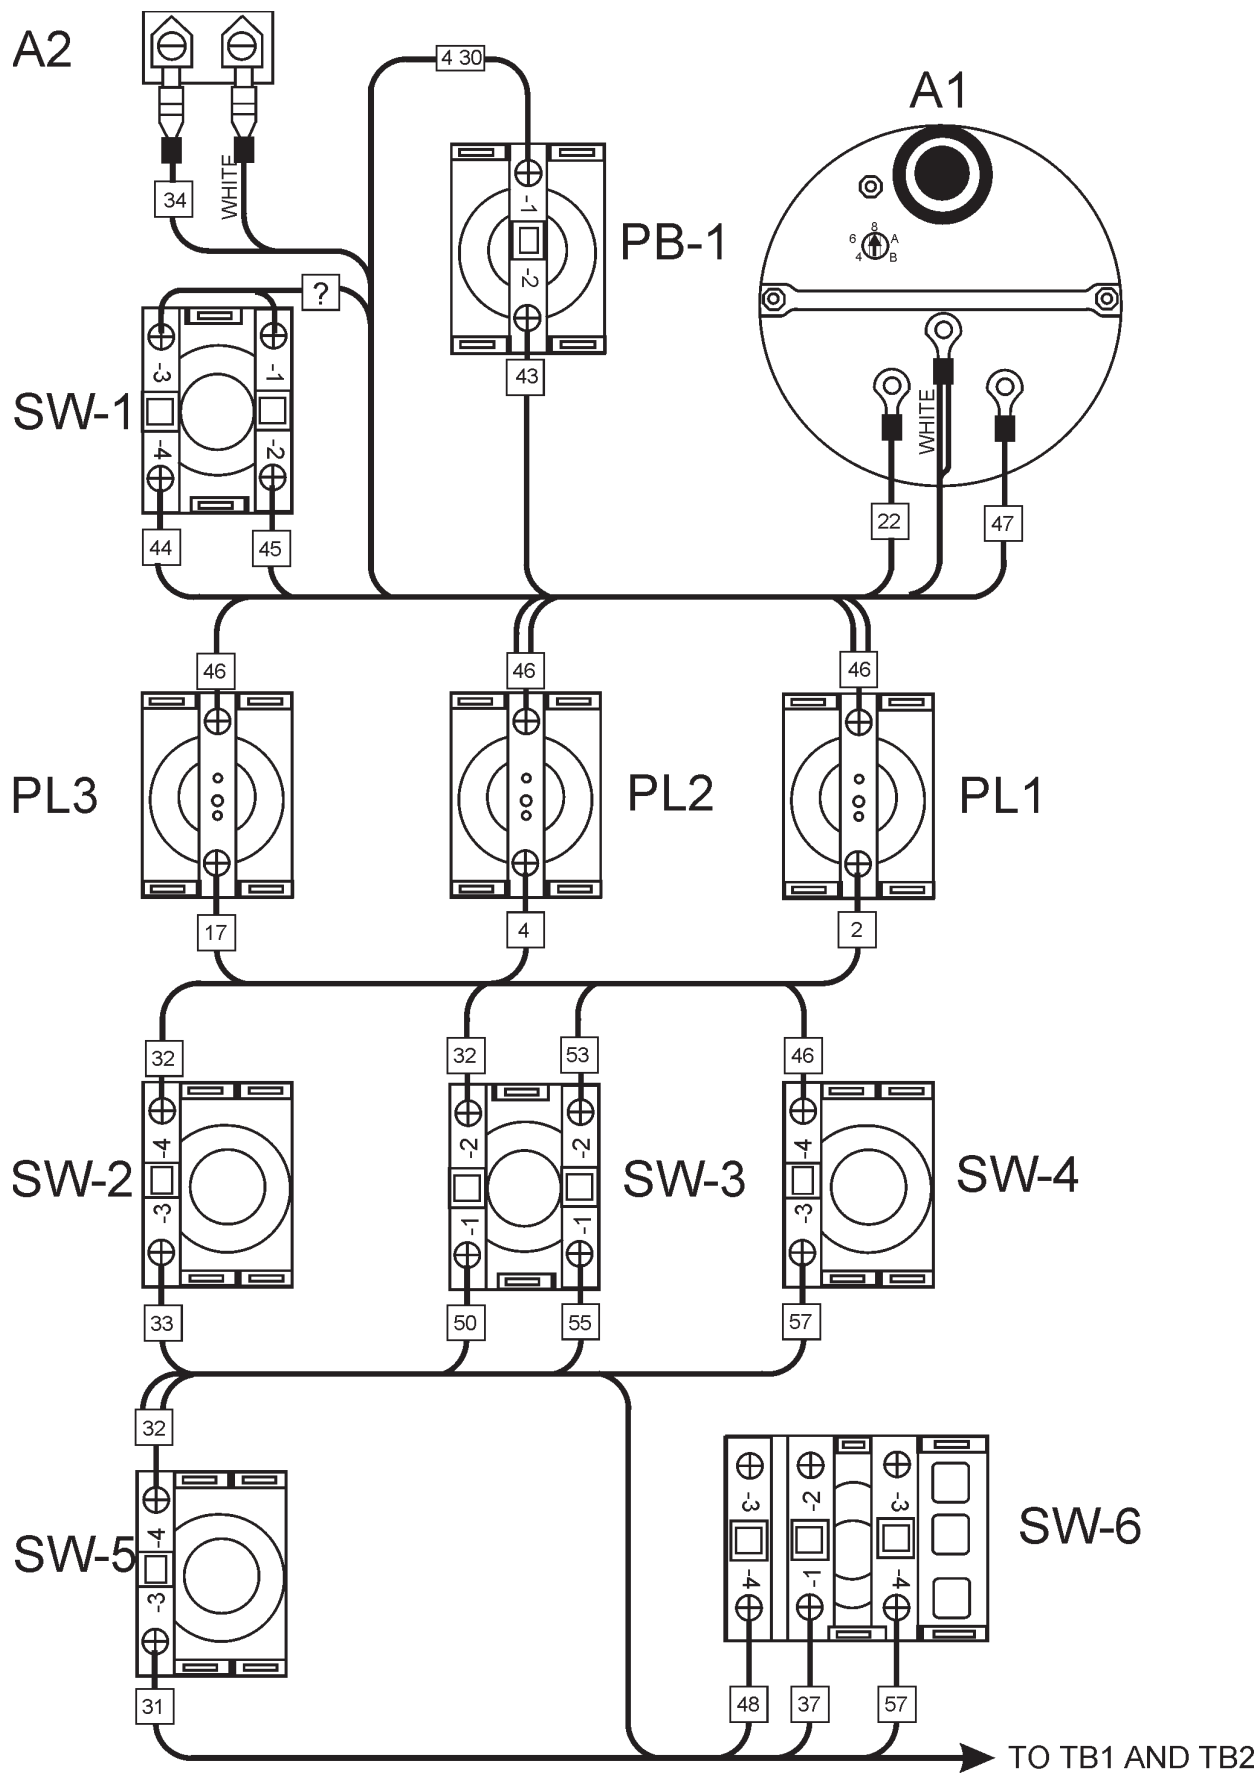 A2
4 30
A1
WHITE
34
8
6 A
4 B
PB-1
-1
-2
?
-3 -1
SW-1
-4 -2
43
WHITE
44 45
22 47
46 46 46
PL3
PL2
PL1
17 4 2
32 32 53 46
-4 -2 -2 -4
SW-2
SW-3
SW-4
-3 -1 -1 -3
33 50 55 57
32
-4
SW-5
-3
-3 -2 -3
SW-6
-4 -1 -4
31 48 37 57
TO TB1 AND TB2